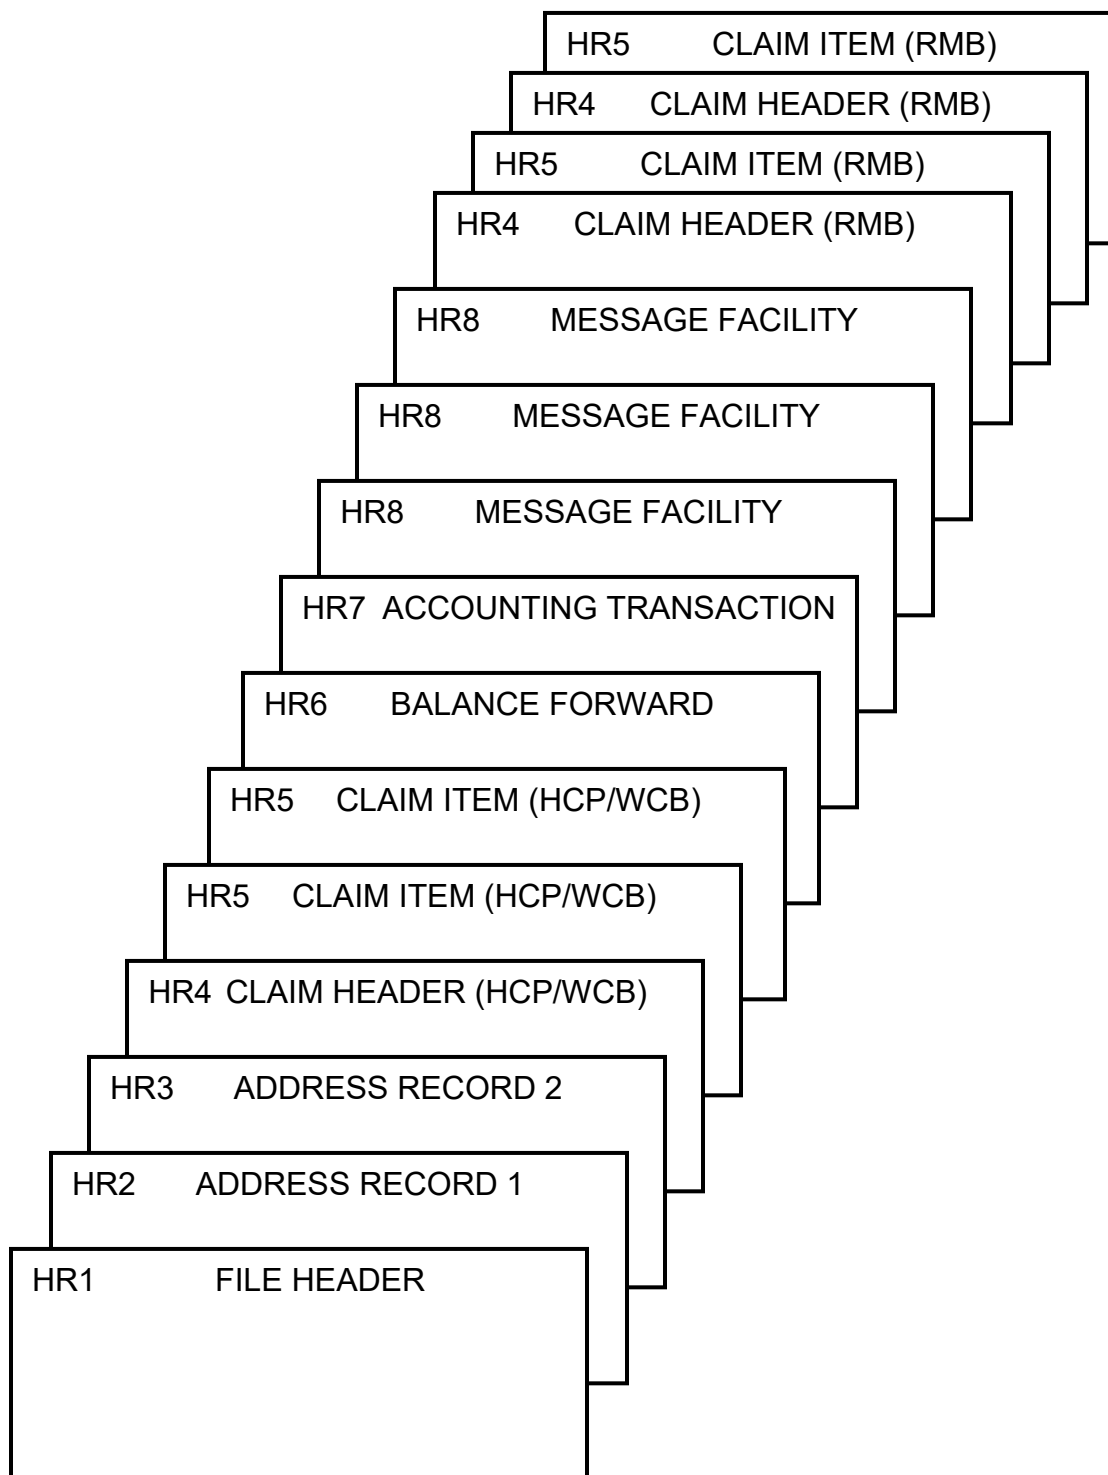 HR5 CLAIM ITEM (RMB)
HR4 CLAIM HEADER (RMB)
HR5 CLAIM ITEM (RMB)
HR4 CLAIM HEADER (RMB)
HR8 MESSAGE FACILITY
HR8 MESSAGE FACILITY
HR8 MESSAGE FACILITY
HR7 ACCOUNTING TRANSACTION
HR6 BALANCE FORWARD
HR5 CLAIM ITEM (HCP/WCB)
HR5 CLAIM ITEM (HCP/WCB)
HR4 CLAIM HEADER (HCP/WCB)
HR3 ADDRESS RECORD 2
HR2 ADDRESS RECORD 1
HR1 FILE HEADER